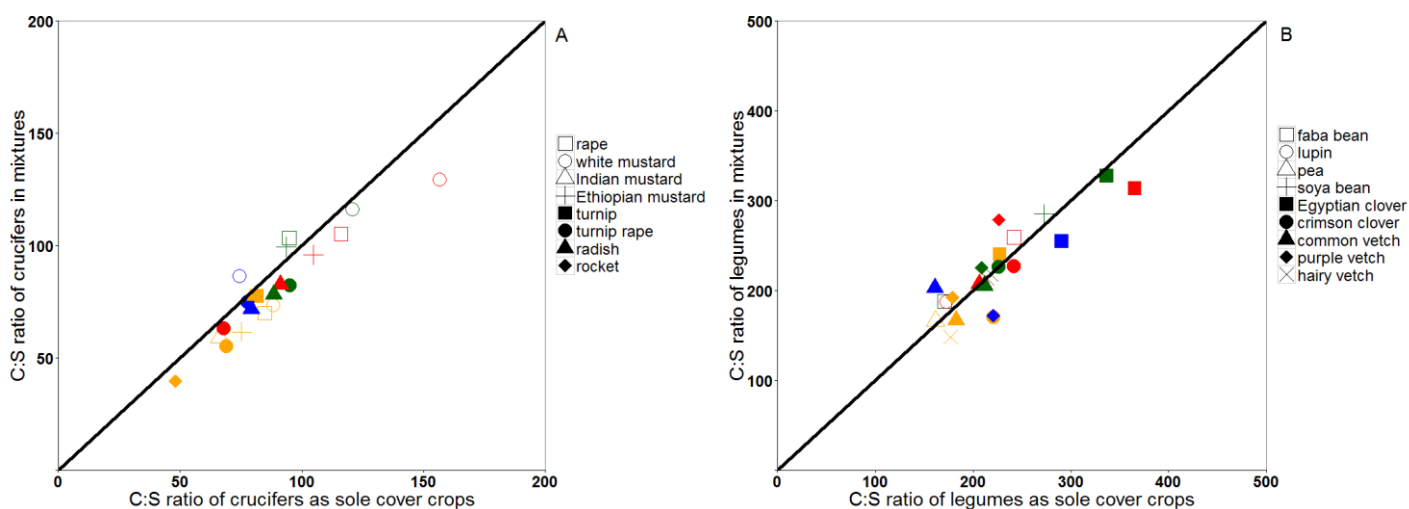 A
200
150
100
50
0
50
100
150
200
C:S ratio of crucifers in mixtures
C:S ratio of crucifers as sole cover crops
rape
white mustard
Indian mustard
Ethiopian mustard
turnip
turnip rape
radish
rocket
B
500
400
300
200
100
0
100
200
300
400
500
C:S ratio of legumes in mixtures
C:S ratio of legumes as sole cover crops
faba bean
lupin
pea
soya bean
Egyptian clover
crimson clover
common vetch
purple vetch
hairy vetch